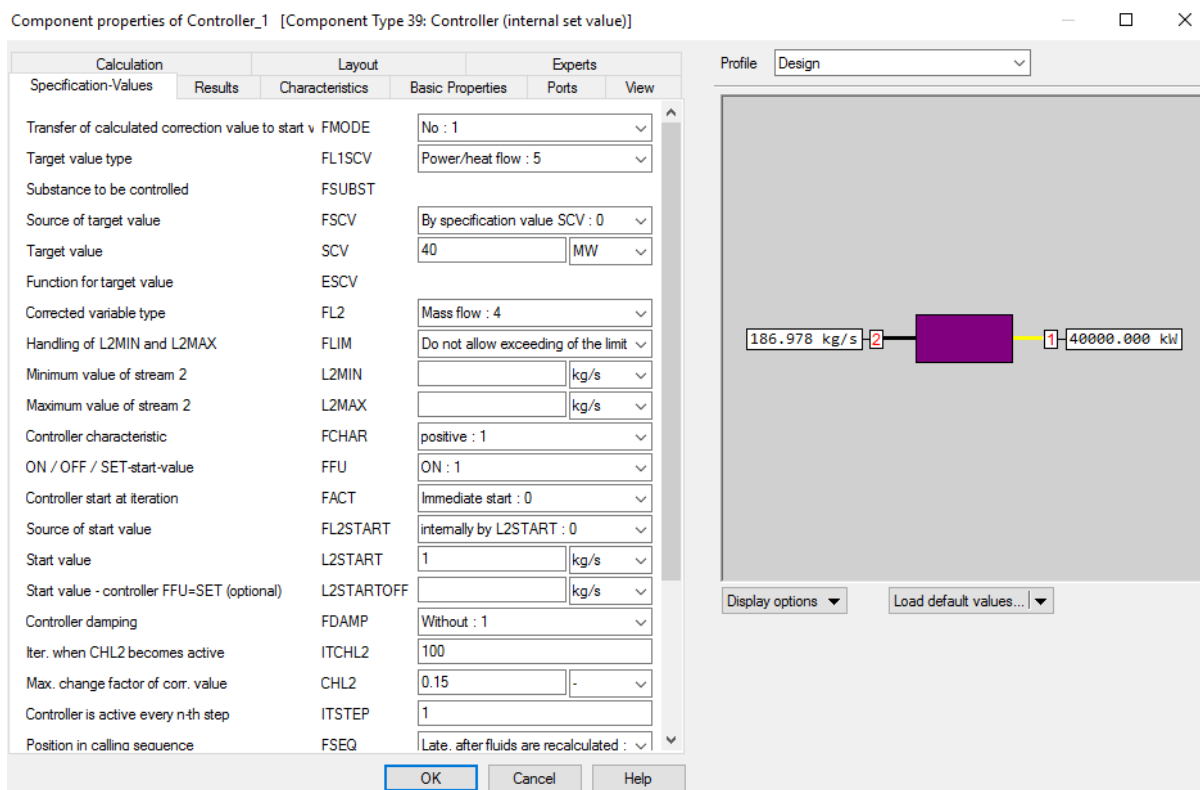 Component properties of Controller_1 [Component Type 39: Controller (internal set value)]
Calculation Layout Experts
Specification-Values Results Characteristics Basic Properties Ports View
Transfer of calculated correction value to start v FMODE No : 1
Target value type FL1SCV Power/heat flow : 5
Substance to be controlled FSUBST
Source of target value FSCV By specification value SCV : 0
Target value SCV 40 MW
Function for target value ESCV
Corrected variable type FL2 Mass flow : 4
Handling of L2MIN and L2MAX FLIM Do not allow exceeding of the limit
Minimum value of stream 2 L2MIN kg/s
Maximum value of stream 2 L2MAX kg/s
Controller characteristic FCHAR positive : 1
ON / OFF / SET-start-value FFU ON : 1
Controller start at iteration FACT Immediate start : 0
Source of start value FL2START internally by L2START : 0
Start value L2START 1 kg/s
Start value - controller FFU=SET (optional) L2STARTOFF kg/s
Controller damping FDAMP Without : 1
Iter. when CHL2 becomes active ITCHL2 100
Max. change factor of corr. value CHL2 0.15 -
Controller is active every n-th step ITSTEP 1
Position in calling sequence FSEQ Late, after fluids are recalculated :
OK Cancel Help
Profile Design
186.978 kg/s 2 1 40000.000 kW
Display options Load default values...